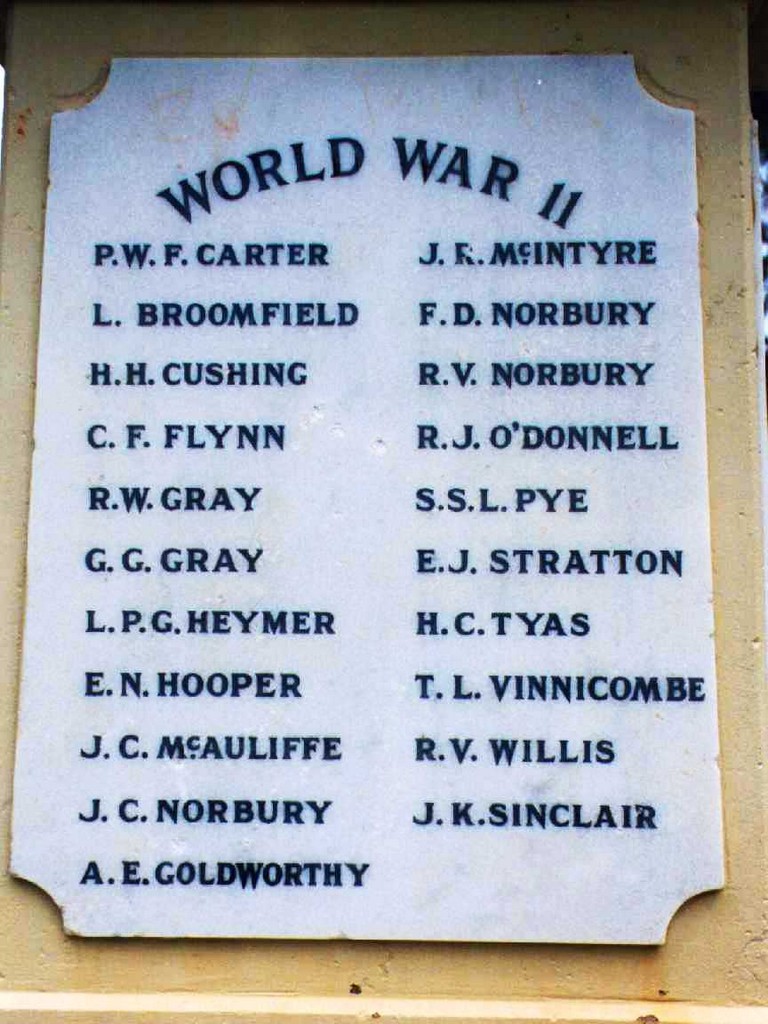 WORLD WAR 11
P.W.F. CARTER
L. BROOMFIELD
H.H. CUSHING
C. F. FLYNN
R.W. GRAY
G. G. GRAY
L.P.G. HEYMER
E. N. HOOPER
J. C. McAULIFFE
J. C. NORBURY
A. E. GOLDWORTHY
J. R. McINTYRE
F. D. NORBURY
R.V. NORBURY
R.J. O'DONNELL
S.S.L. PYE
E.J. STRATTON
H.C. TYAS
T. L. VINNICOMBE
R.V. WILLIS
J.K. SINCLAIR